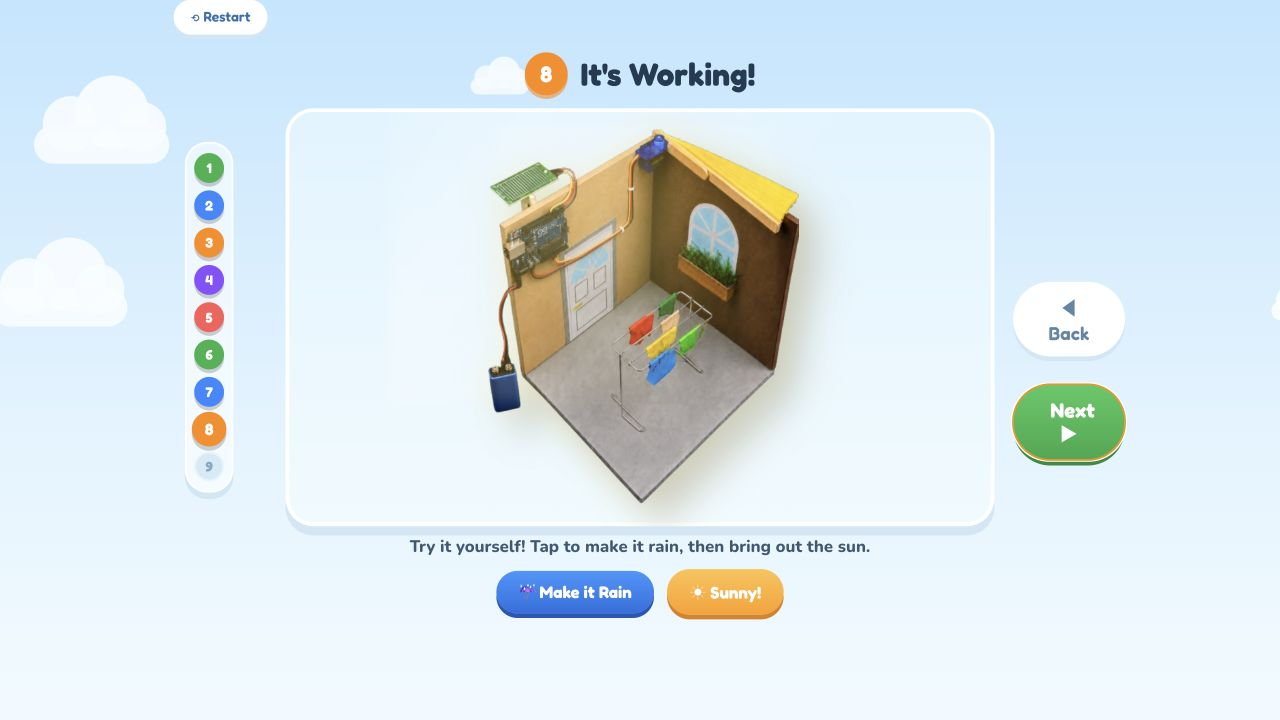 ⟲ Restart
8 It's Working!
1
2
3
4
5
6
7
8
9
Back
Next
Try it yourself! Tap to make it rain, then bring out the sun.
Make it Rain
Sunny!